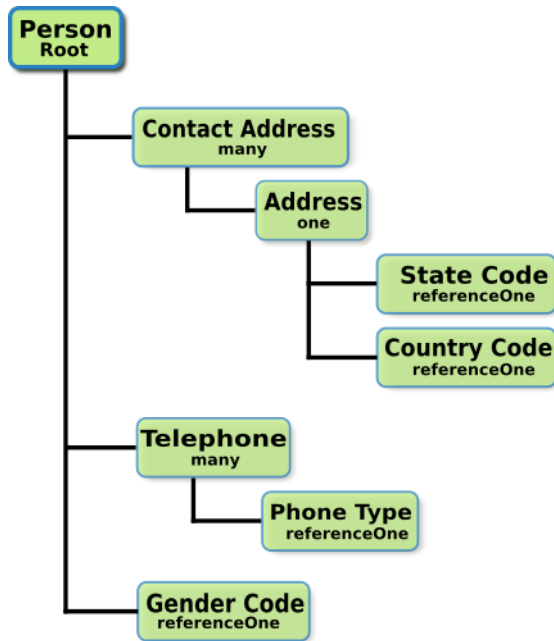 Person
Root
Contact Address
many
Address
one
State Code
referenceOne
Country Code
referenceOne
Telephone
many
Phone Type
referenceOne
Gender Code
referenceOne